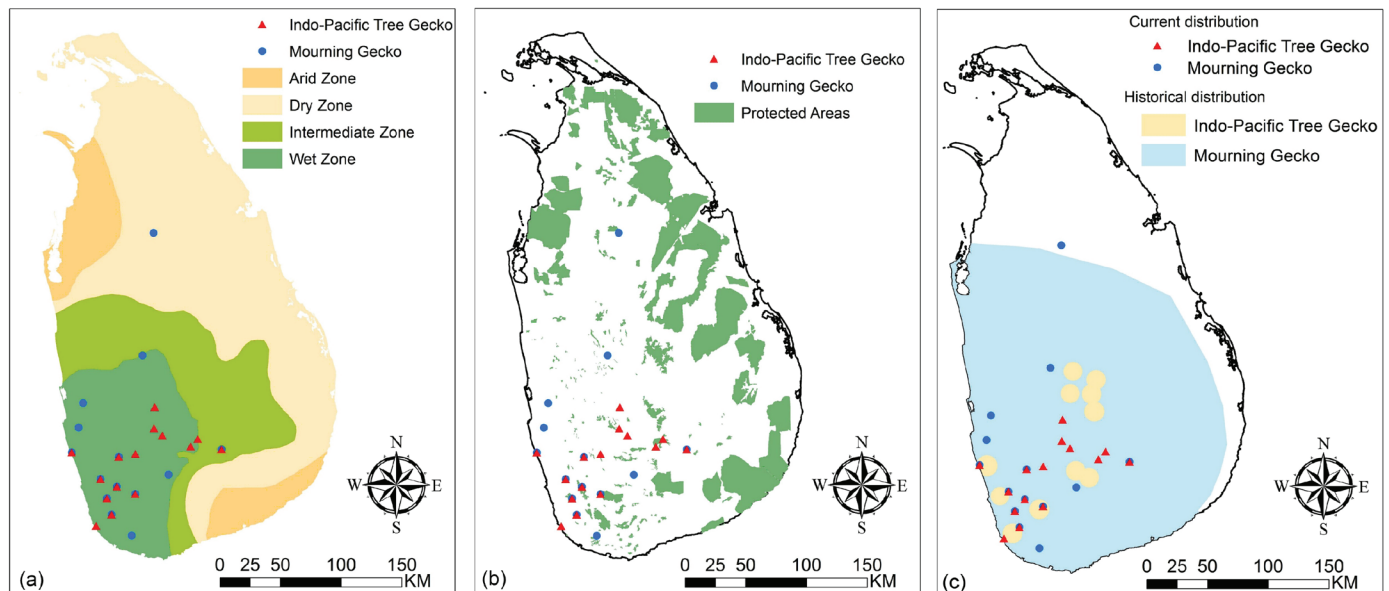 Indo-Pacific Tree Gecko
Mourning Gecko
Arid Zone
Dry Zone
Intermediate Zone
Wet Zone
N
W E
S
0 25 50 100 150
KM
(a)
Indo-Pacific Tree Gecko
Mourning Gecko
Protected Areas
N
W E
S
0 25 50 100 150
KM
(b)
Current distribution
Indo-Pacific Tree Gecko
Mourning Gecko
Historical distribution
Indo-Pacific Tree Gecko
Mourning Gecko
N
W E
S
0 25 50 100 150
KM
(c)